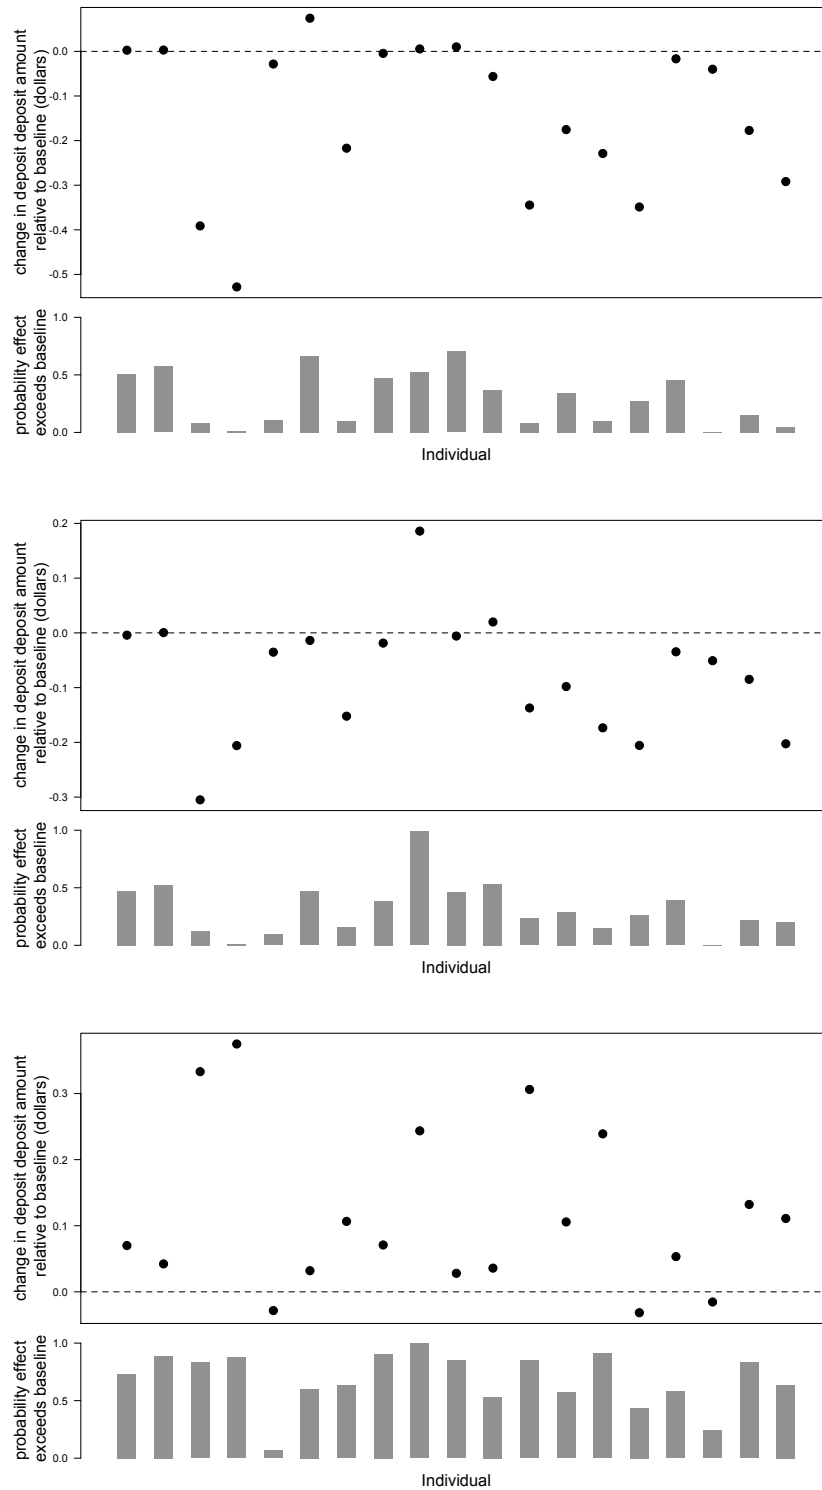 change in deposit deposit amount
relative to baseline (dollars)
0.0
-0.1
-0.2
-0.3
-0.4
-0.5
probability effect
exceeds baseline
1.0
0.5
0.0
Individual
change in deposit deposit amount
relative to baseline (dollars)
0.2
0.1
0.0
-0.1
-0.2
-0.3
probability effect
exceeds baseline
1.0
0.5
0.0
Individual
change in deposit deposit amount
relative to baseline (dollars)
0.3
0.2
0.1
0.0
probability effect
exceeds baseline
1.0
0.5
0.0
Individual